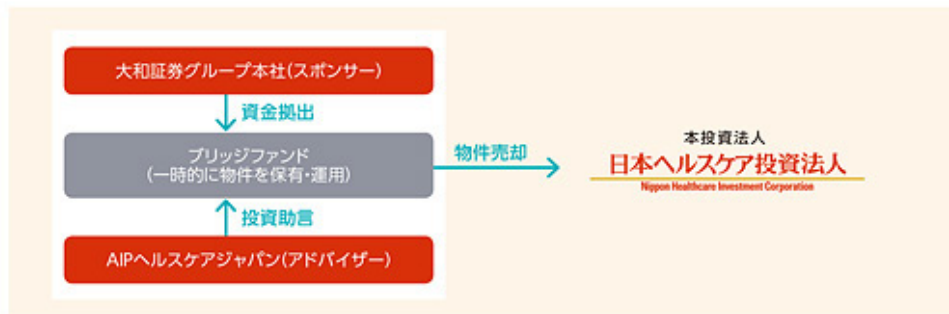 大和証券グループ本社(スポンサー)
資金拠出
ブリッジファンド
(一時的に物件を保有・運用)
物件売却
投資助言
AIPヘルスケアジャパン(アドバイザー)
本投資法人
日本ヘルスケア投資法人
Nippon Healthcare Investment Corporation